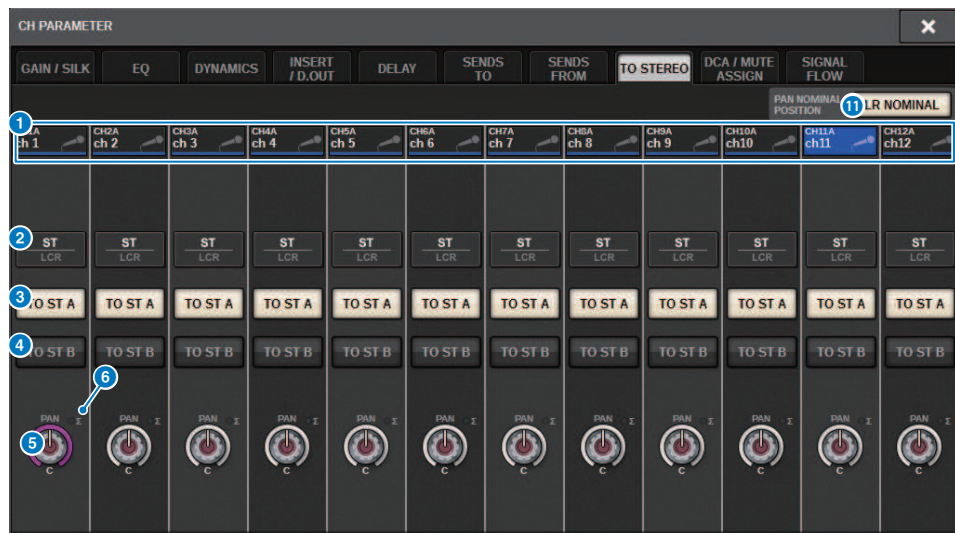 CH PARAMETER
GAIN / SILK
EQ
DYNAMICS
INSERT
/ D.OUT
DELAY
SENDS
TO
SENDS
FROM
TO STEREO
DCA / MUTE
ASSIGN
SIGNAL
FLOW
PAN NOMINAL
POSITION
11
LR NOMINAL
1
CH2A CH3A CH4A CH5A CH6A CH7A CH8A CH9A CH10A CH11A CH12A
ch 1 ch 2 ch 3 ch 4 ch 5 ch 6 ch 7 ch 8 ch 9 ch10 ch11 ch12
2
ST ST ST ST ST ST ST ST ST ST ST ST
LCR LCR LCR LCR LCR LCR LCR LCR LCR LCR LCR LCR
3
TO ST A TO ST A TO ST A TO ST A TO ST A TO ST A TO ST A TO ST A TO ST A TO ST A TO ST A TO ST A
4
TO ST B TO ST B TO ST B TO ST B TO ST B TO ST B TO ST B TO ST B TO ST B TO ST B TO ST B TO ST B
6
PAN Σ PAN Σ PAN Σ PAN Σ PAN Σ PAN Σ PAN Σ PAN Σ PAN Σ PAN Σ PAN Σ PAN Σ
5
C C C C C C C C C C C C